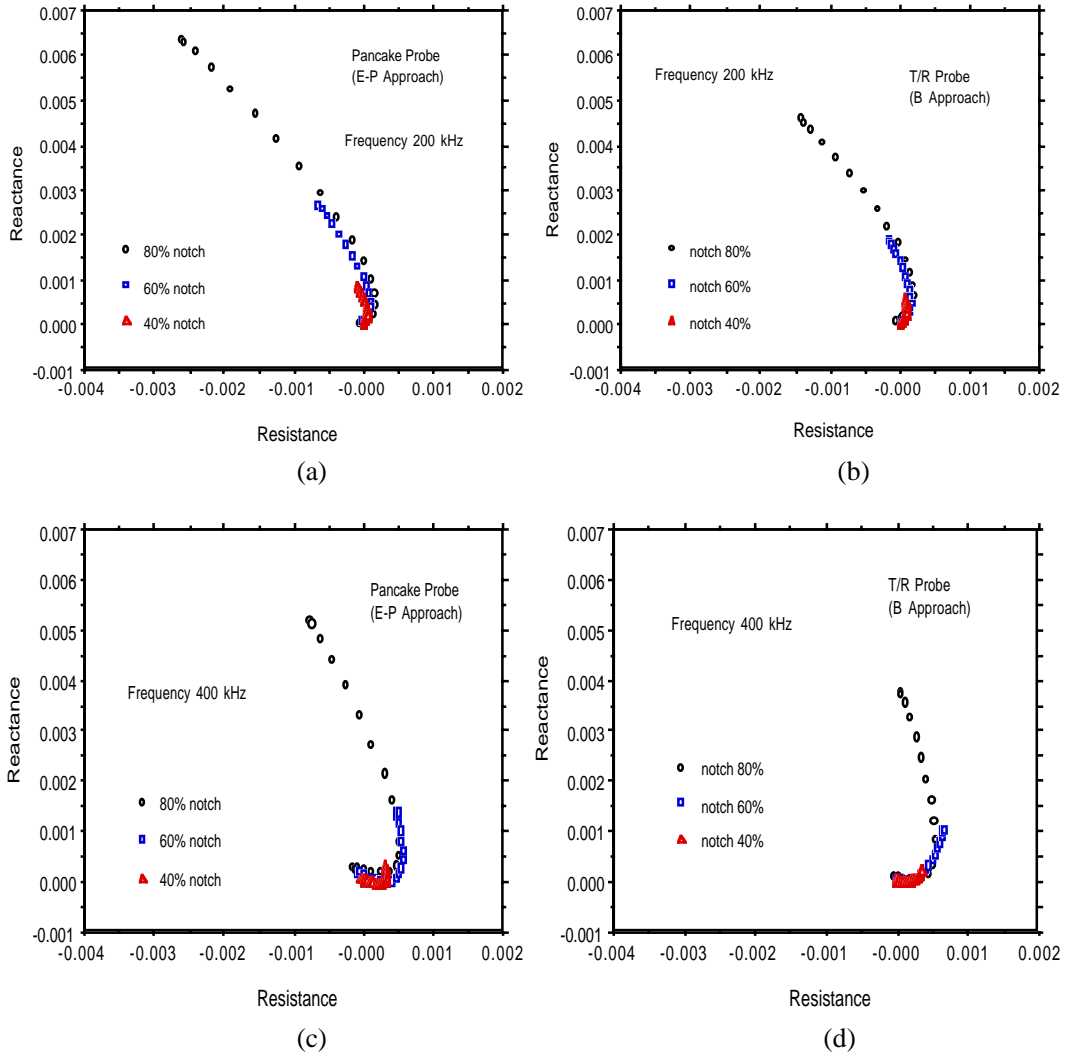 0.007
0.006
0.005
0.004
0.003
0.002
0.001
0.000
-0.001
Reactance
Pancake Probe
(E-P Approach)
Frequency 200 kHz
80% notch
60% notch
40% notch
-0.004 -0.003 -0.002 -0.001 -0.000 0.001 0.002
Resistance
(a)
0.007
0.006
0.005
0.004
0.003
0.002
0.001
0.000
-0.001
Reactance
Frequency 200 kHz
T/R Probe
(B Approach)
notch 80%
notch 60%
notch 40%
-0.004 -0.003 -0.002 -0.001 -0.000 0.001 0.002
Resistance
(b)
0.007
0.006
0.005
0.004
0.003
0.002
0.001
0.000
-0.001
Reactance
Pancake Probe
(E-P Approach)
Frequency 400 kHz
80% notch
60% notch
40% notch
-0.004 -0.003 -0.002 -0.001 -0.000 0.001 0.002
Resistance
(c)
0.007
0.006
0.005
0.004
0.003
0.002
0.001
0.000
-0.001
Reactance
T/R Probe
(B Approach)
Frequency 400 kHz
notch 80%
notch 60%
notch 40%
-0.004 -0.003 -0.002 -0.001 -0.000 0.001 0.002
Resistance
(d)